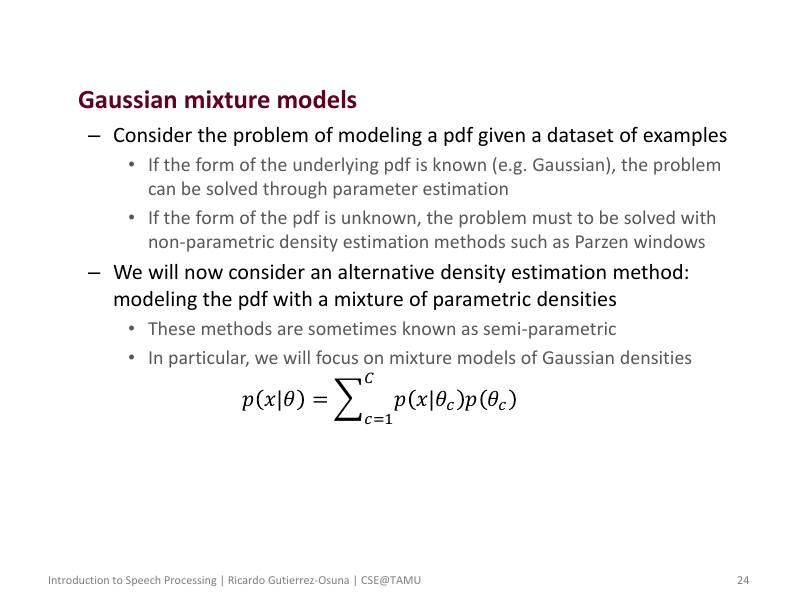 Gaussian mixture models
– Consider the problem of modeling a pdf given a dataset of examples
• If the form of the underlying pdf is known (e.g. Gaussian), the problem
can be solved through parameter estimation
• If the form of the pdf is unknown, the problem must to be solved with
non-parametric density estimation methods such as Parzen windows
– We will now consider an alternative density estimation method:
modeling the pdf with a mixture of parametric densities
• These methods are sometimes known as semi-parametric
• In particular, we will focus on mixture models of Gaussian densities
p(x|θ) = ∑_{c=1}^{C} p(x|θ_c)p(θ_c)
Introduction to Speech Processing | Ricardo Gutierrez-Osuna | CSE@TAMU 24